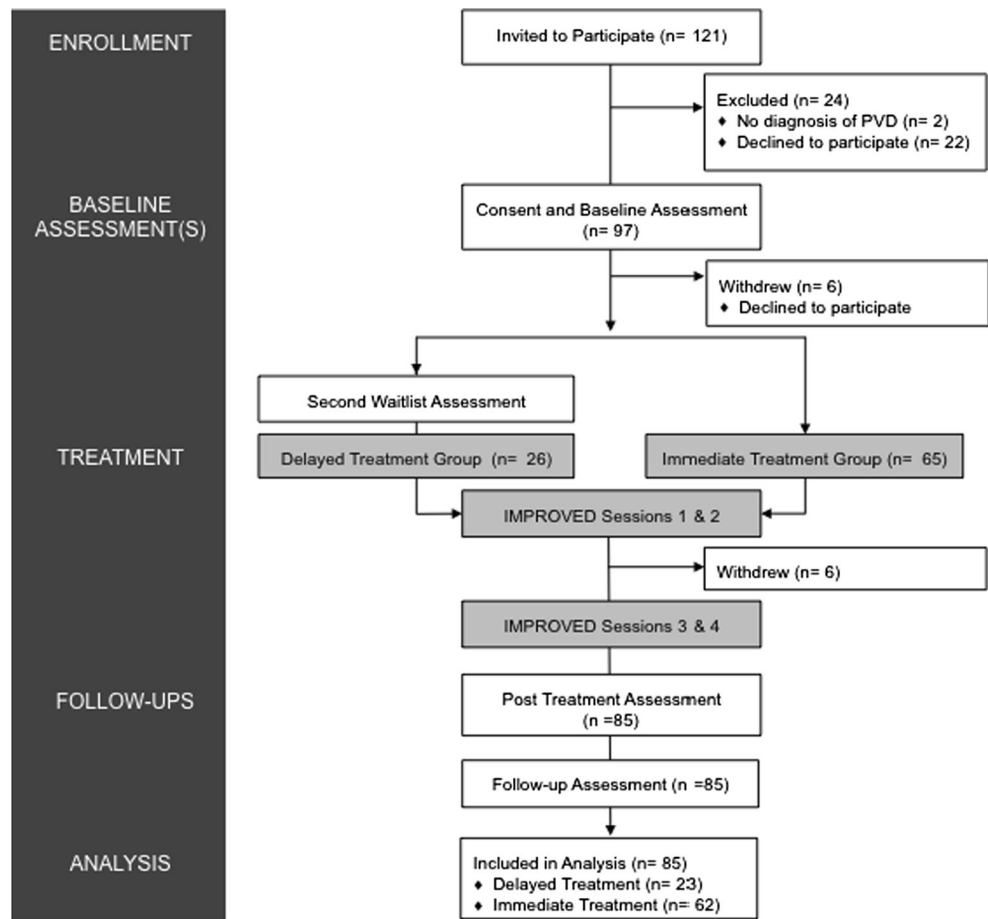 ENROLLMENT
Invited to Participate (n= 121)
Excluded (n= 24)
♦ No diagnosis of PVD (n= 2)
♦ Declined to participate (n= 22)
BASELINE
ASSESSMENT(S)
Consent and Baseline Assessment
(n= 97)
Withdrew (n= 6)
♦ Declined to participate
Second Waitlist Assessment
TREATMENT
Delayed Treatment Group (n= 26)
Immediate Treatment Group (n= 65)
IMPROVED Sessions 1 & 2
Withdrew (n= 6)
IMPROVED Sessions 3 & 4
FOLLOW-UPS
Post Treatment Assessment
(n =85)
Follow-up Assessment (n =85)
ANALYSIS
Included in Analysis (n= 85)
♦ Delayed Treatment (n= 23)
♦ Immediate Treatment (n= 62)